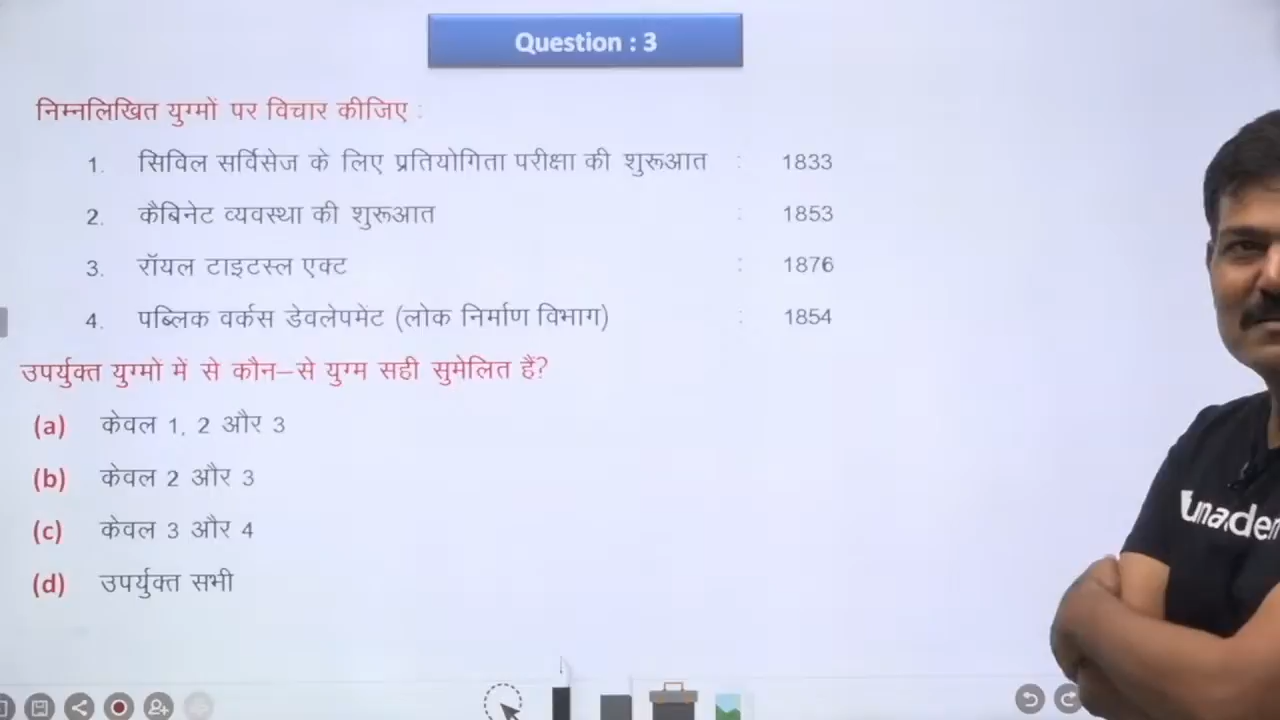 Question : 3
निम्नलिखित युग्मों पर विचार कीजिए :
1. सिविल सर्विसेज के लिए प्रतियोगिता परीक्षा की शुरूआत : 1833
2. कैबिनेट व्यवस्था की शुरूआत : 1853
3. रॉयल टाइटस्ल एक्ट : 1876
4. पब्लिक वर्कस डेवलेपमेंट (लोक निर्माण विभाग) : 1854
उपर्युक्त युग्मों में से कौन–से युग्म सही सुमेलित हैं?
(a) केवल 1, 2 और 3
(b) केवल 2 और 3
(c) केवल 3 और 4
(d) उपर्युक्त सभी